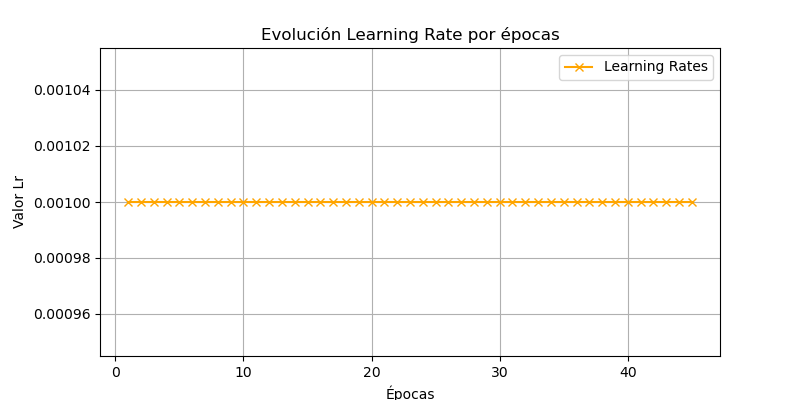 Evolución Learning Rate por épocas
Learning Rates
0.00104
0.00102
0.00100
0.00098
0.00096
Valor Lr
0 10 20 30 40
Épocas